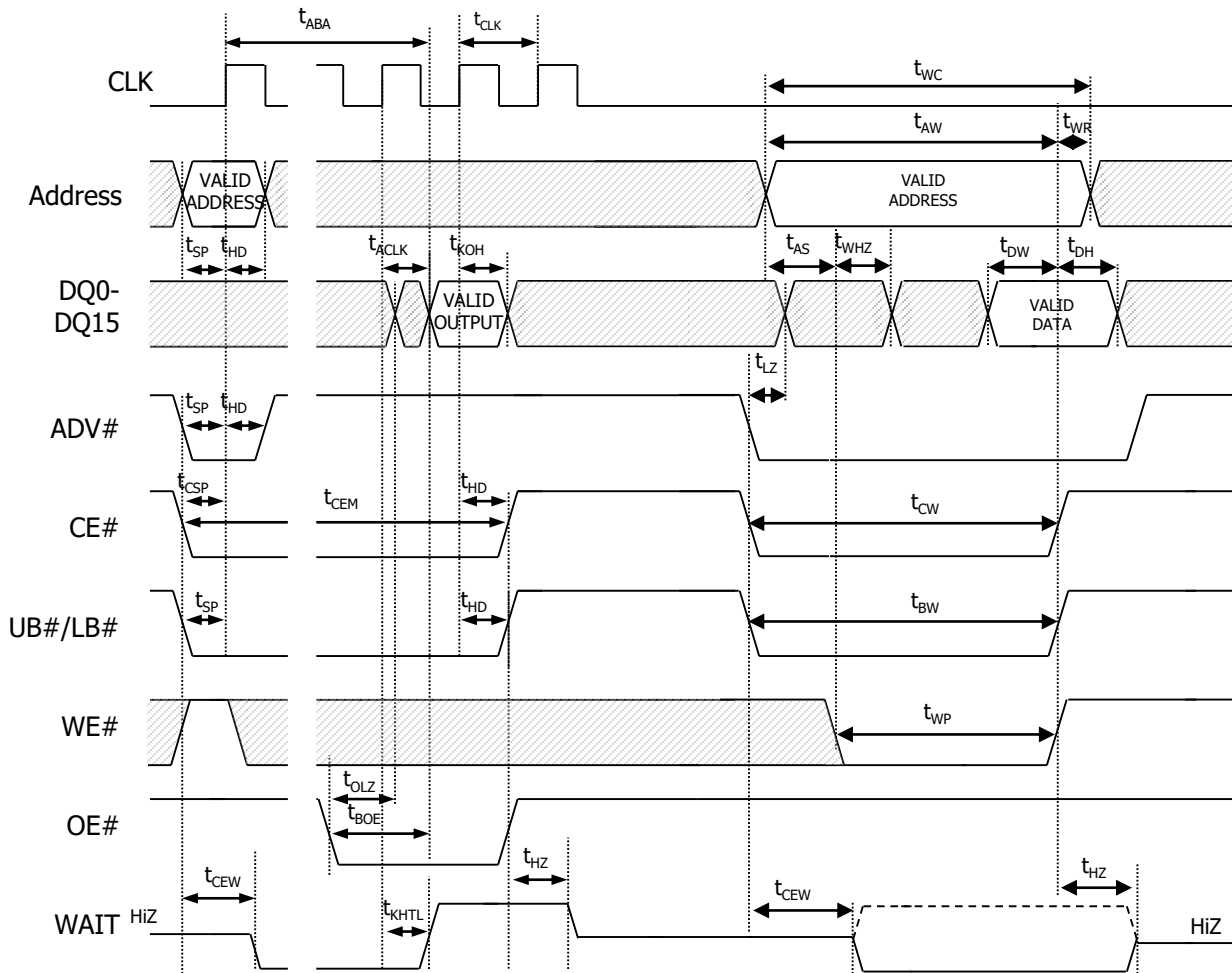 tABA
tCLK
CLK
tWC
tAW
tWR
Address
VALID
ADDRESS
VALID
ADDRESS
tSP
tHD
tACLK
tKOH
tAS
tWHZ
tDW
tDH
DQ0-
DQ15
VALID
OUTPUT
VALID
DATA
tLZ
ADV#
tSP
tHD
CE#
tCSP
tCEM
tHD
tCW
UB#/LB#
tSP
tHD
tBW
WE#
tWP
OE#
tOLZ
tBOE
tHZ
tHZ
tCEW
tCEW
WAIT
HiZ
tKHTL
HiZ